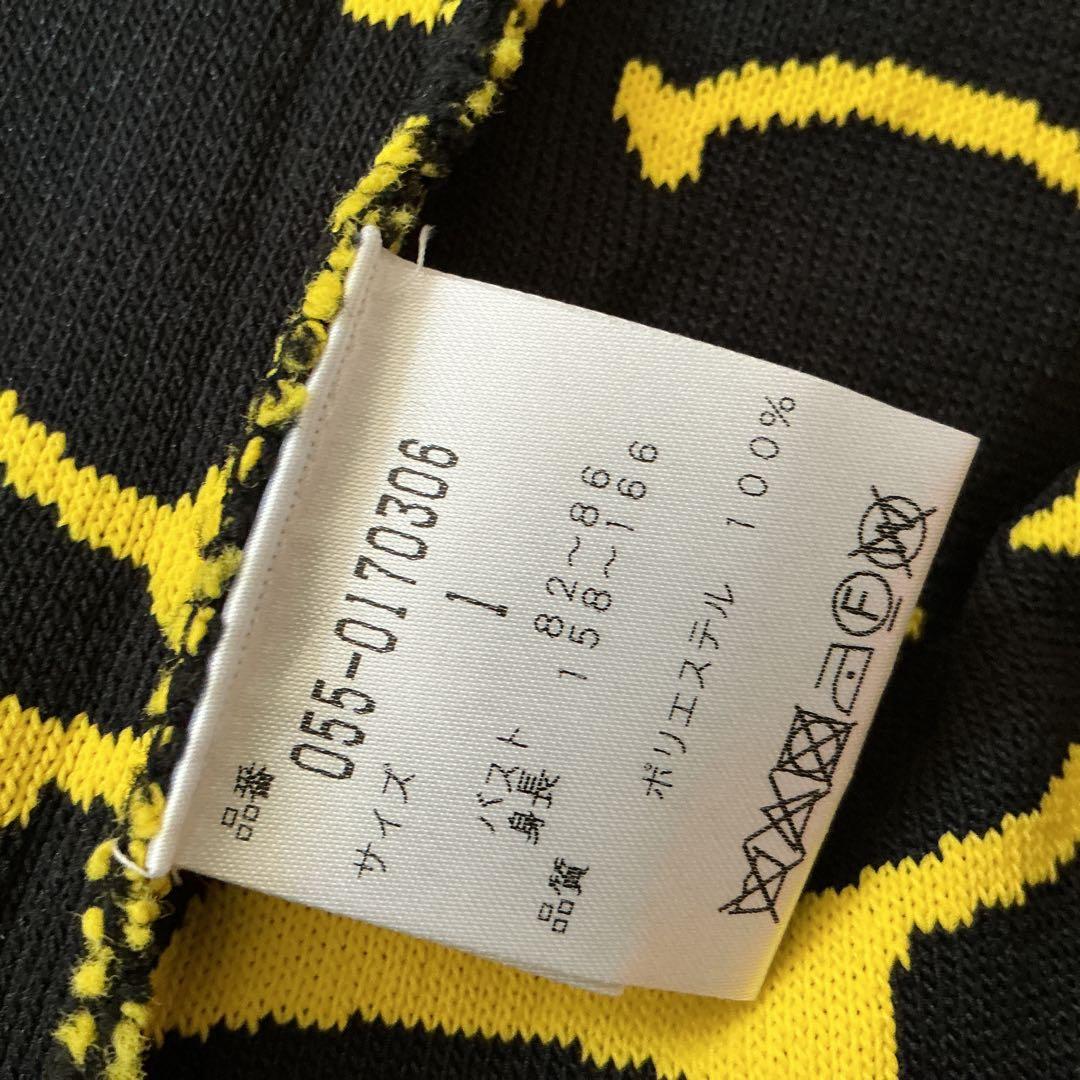 品番 055-0170306
サイズ 1
バスト 82～86
身長 158～166
品質
ポリエステル 100%
W
F